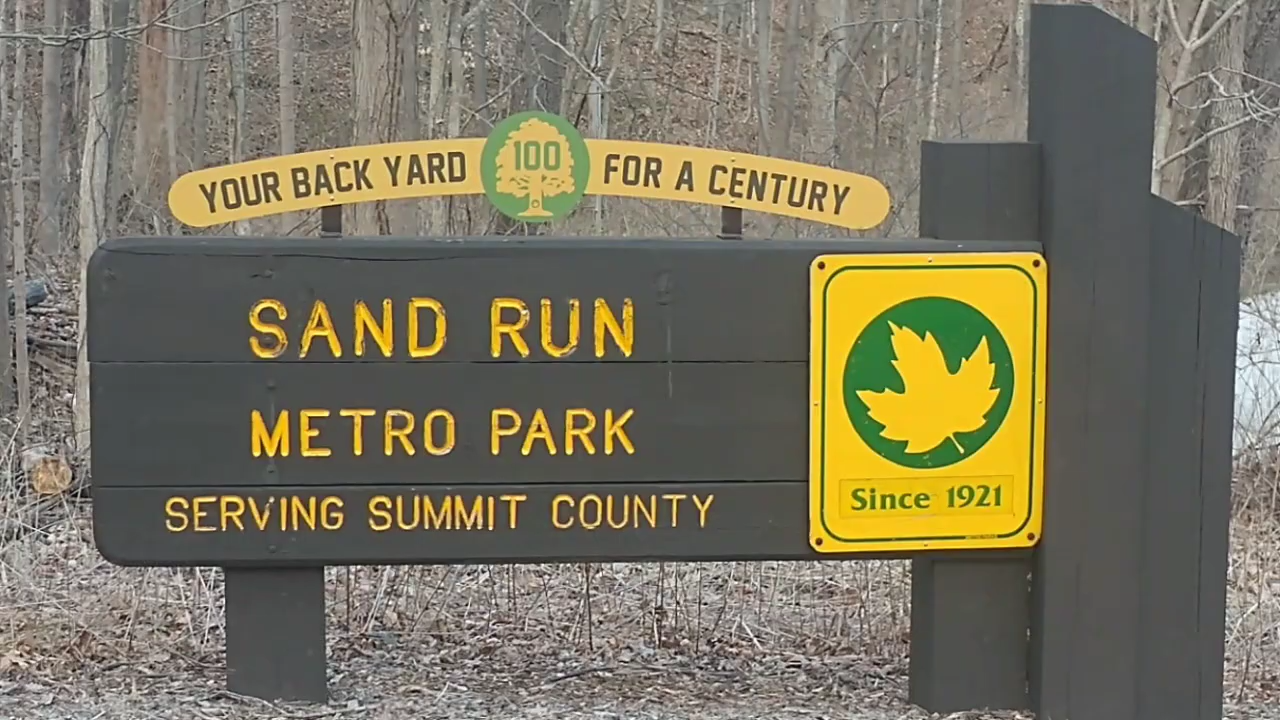 YOUR BACK YARD 100 FOR A CENTURY
SAND RUN
METRO PARK
SERVING SUMMIT COUNTY
Since 1921